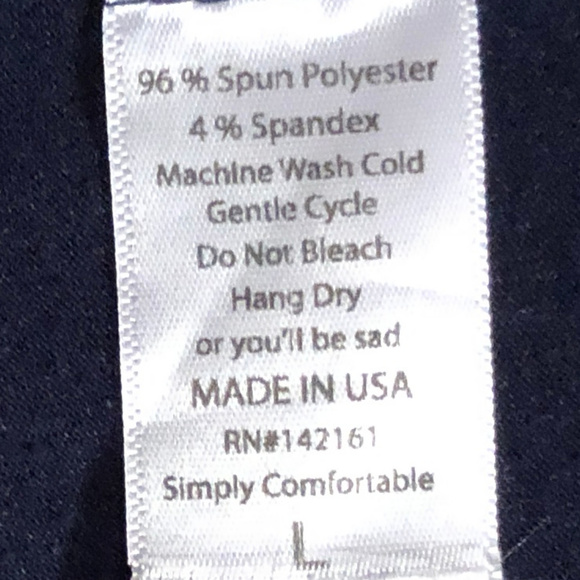 96 % Spun Polyester
4 % Spandex
Machine Wash Cold
Gentle Cycle
Do Not Bleach
Hang Dry
or you'll be sad
MADE IN USA
RN#142161
Simply Comfortable
L